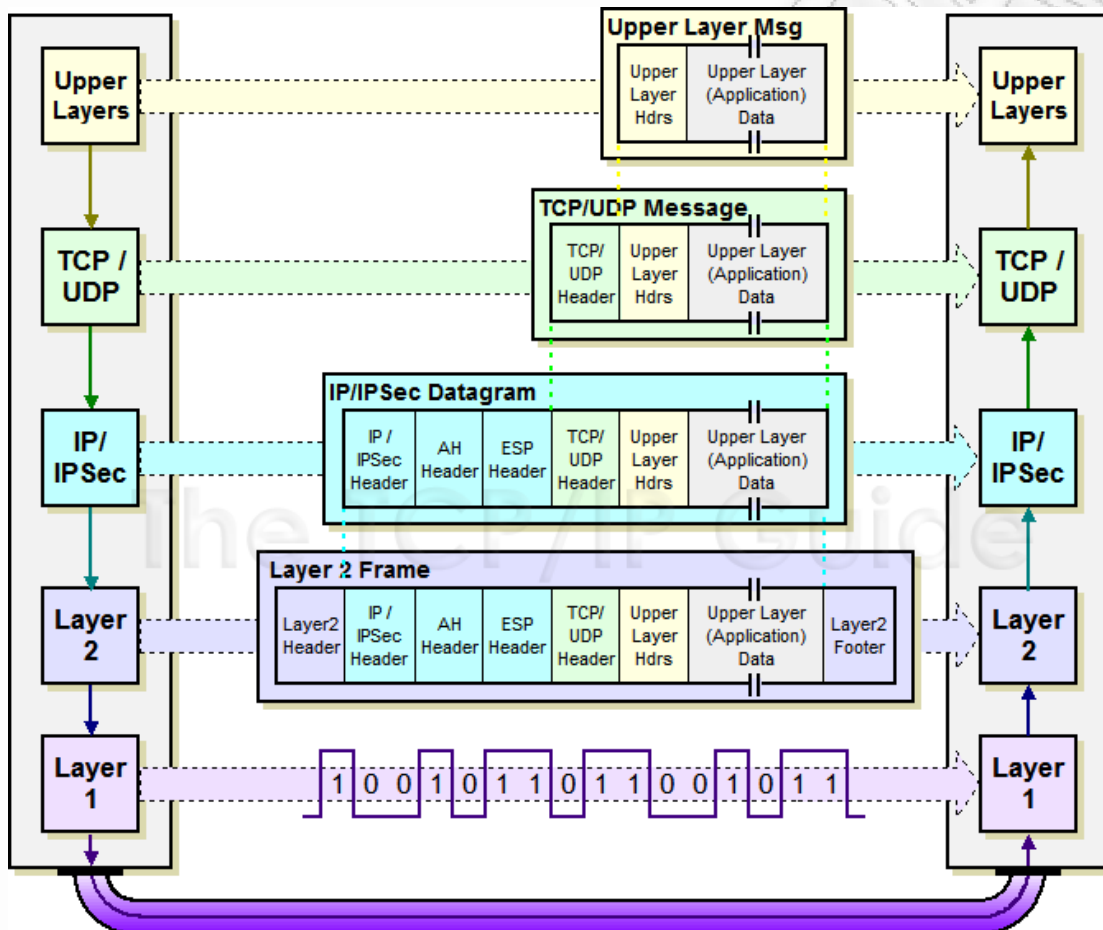 Upper Layer Msg
Upper
Layers
Upper
Layer
Hdrs
Upper Layer
(Application)
Data
Upper
Layers
TCP/UDP Message
TCP /
UDP
TCP/
UDP
Header
Upper
Layer
Hdrs
Upper Layer
(Application)
Data
TCP /
UDP
IP/IPSec Datagram
IP/
IPSec
IP /
IPSec
Header
AH
Header
ESP
Header
TCP/
UDP
Header
Upper
Layer
Hdrs
Upper Layer
(Application)
Data
IP/
IPSec
The TCP/IP Guide
Layer 2 Frame
Layer
2
Layer2
Header
IP /
IPSec
Header
AH
Header
ESP
Header
TCP/
UDP
Header
Upper
Layer
Hdrs
Upper Layer
(Application)
Data
Layer2
Footer
Layer
2
Layer
1
1 0 0 1 0 1 1 0 1 1 0 0 1 0 1 1
Layer
1